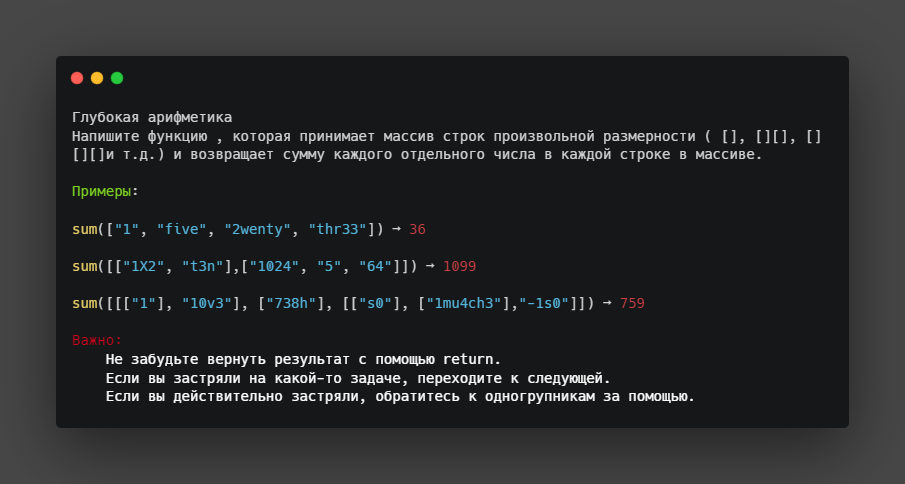 Глубокая арифметика
Напишите функцию , которая принимает массив строк произвольной размерности ( [], [][], []
[][]и т.д.) и возвращает сумму каждого отдельного числа в каждой строке в массиве.
Примеры:
sum(["1", "five", "2wenty", "thr33"]) → 36
sum([["1X2", "t3n"],["1024", "5", "64"]]) → 1099
sum([[["1"], "10v3"], ["738h"], [["s0"], ["1mu4ch3"],"-1s0"]]) → 759
Важно:
Не забудьте вернуть результат с помощью return.
Если вы застряли на какой-то задаче, переходите к следующей.
Если вы действительно застряли, обратитесь к одногрупникам за помощью.